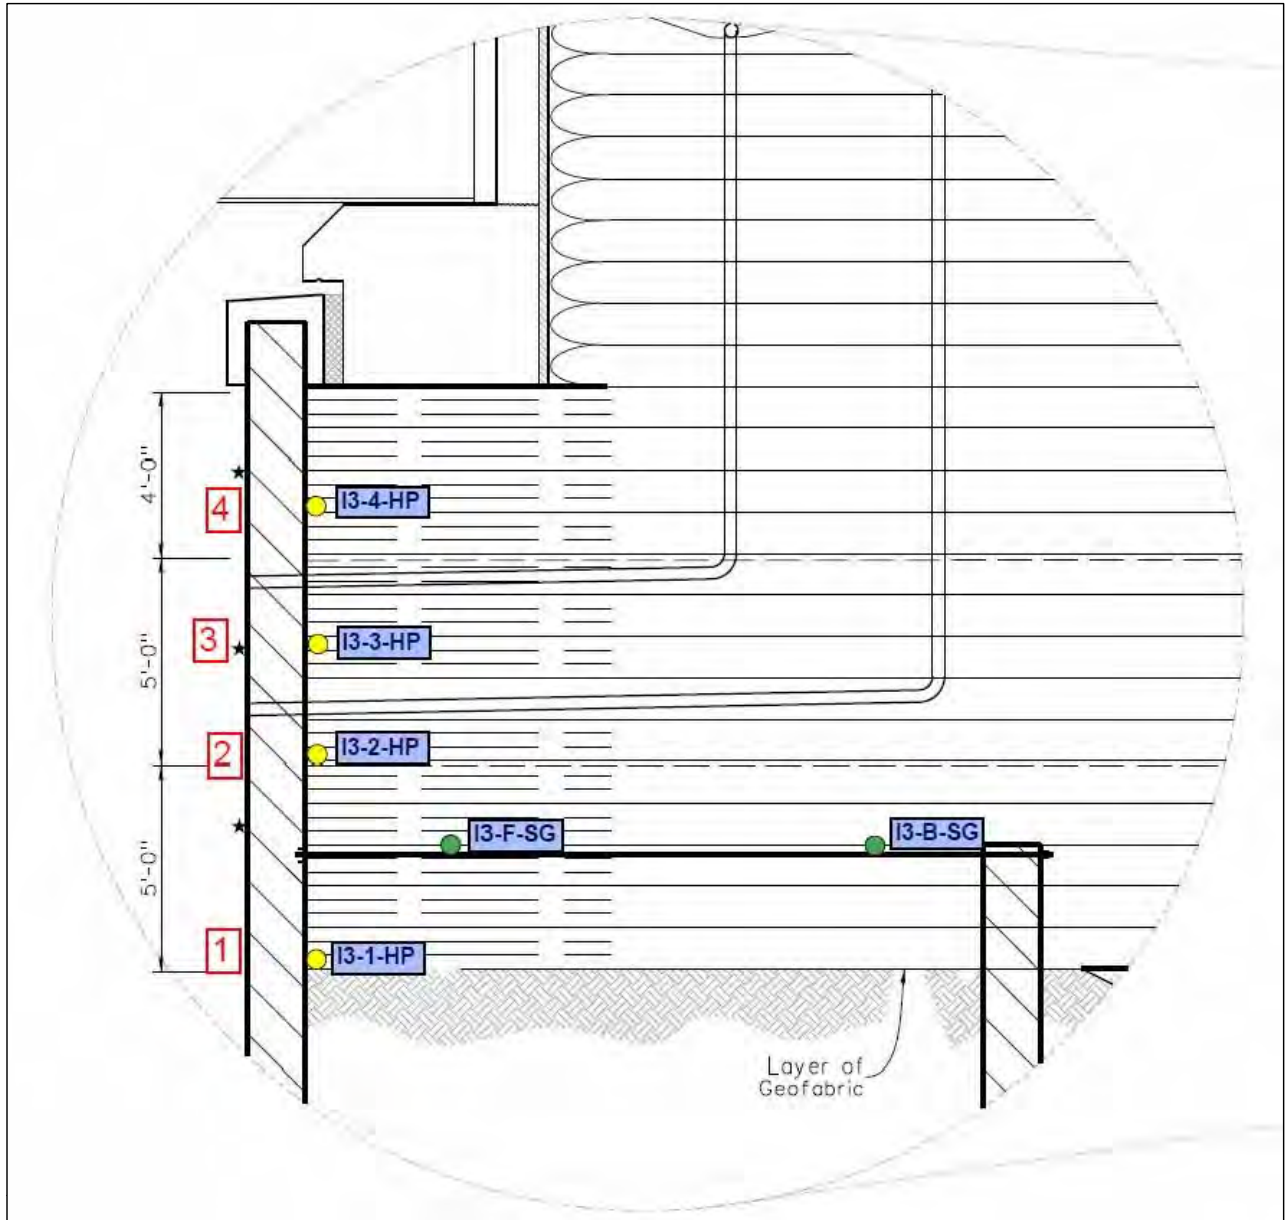 4'-0"
4
I3-4-HP
5'-0"
3
I3-3-HP
2
I3-2-HP
5'-0"
I3-F-SG
I3-B-SG
1
I3-1-HP
Layer of
Geofabric